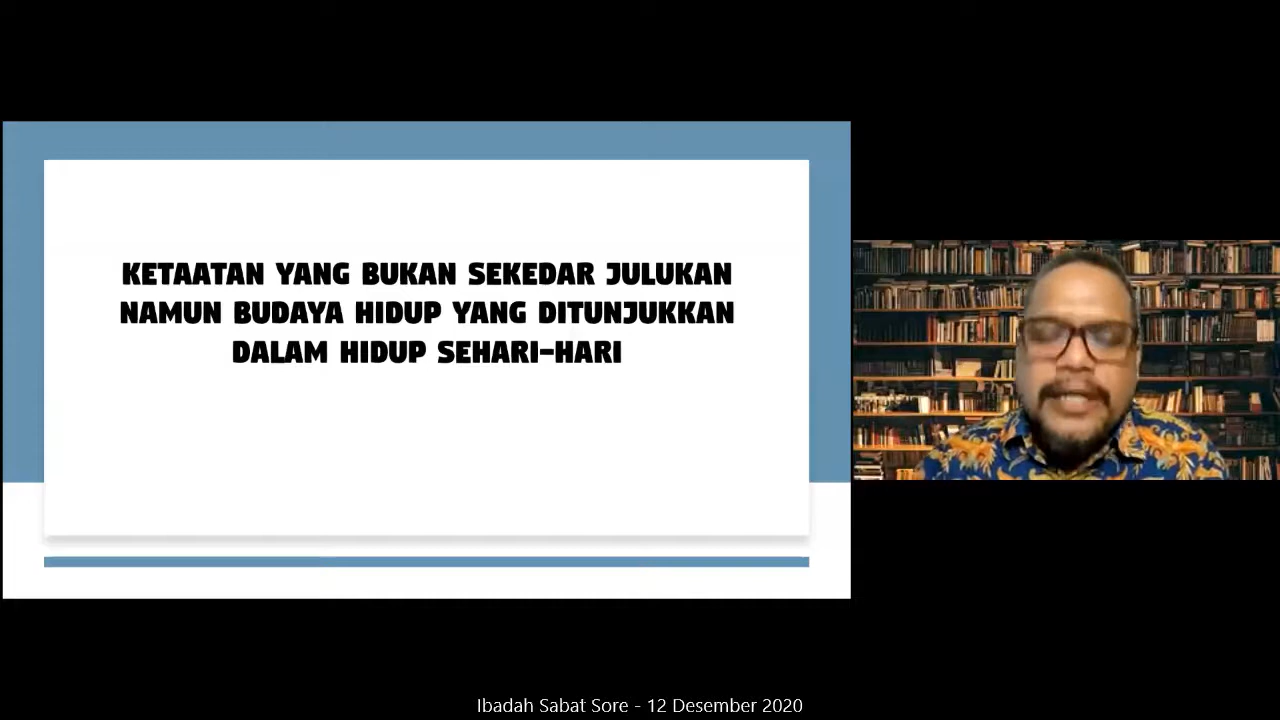 KETAATAN YANG BUKAN SEKEDAR JULUKAN
NAMUN BUDAYA HIDUP YANG DITUNJUKKAN
DALAM HIDUP SEHARI-HARI
Ibadah Sabat Sore - 12 Desember 2020